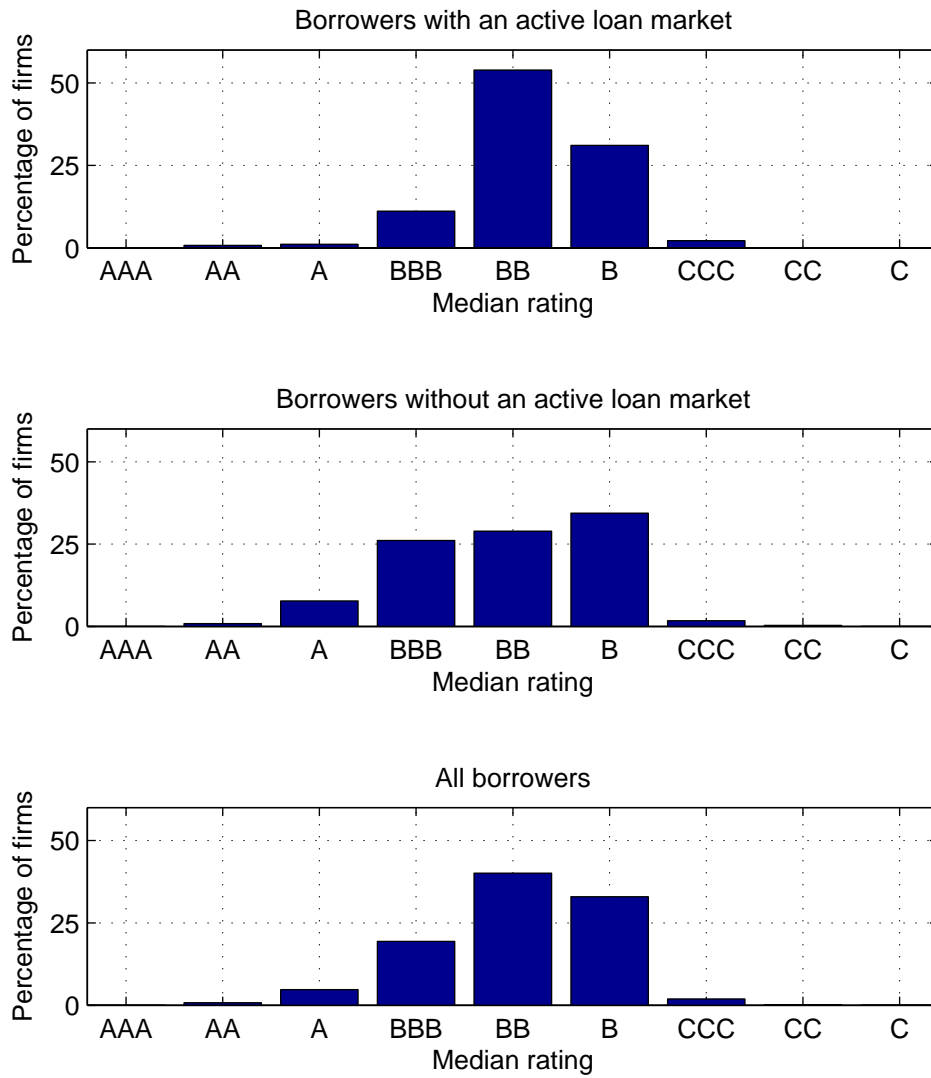 Borrowers with an active loan market
Percentage of firms
50
25
0
AAA AA A BBB BB B CCC CC C
Median rating
Borrowers without an active loan market
Percentage of firms
50
25
0
AAA AA A BBB BB B CCC CC C
Median rating
All borrowers
Percentage of firms
50
25
0
AAA AA A BBB BB B CCC CC C
Median rating